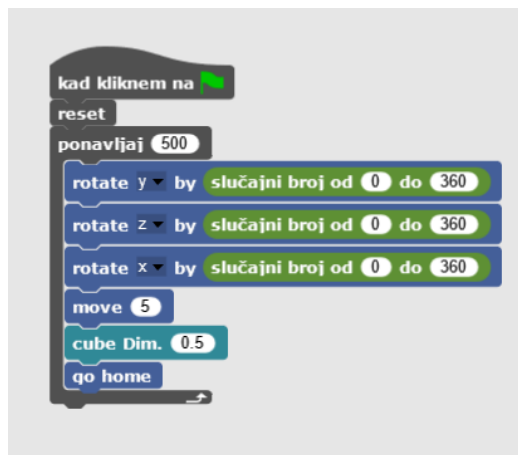 kad kliknem na
reset
ponavljaj 500
rotate y by slučajni broj od 0 do 360
rotate z by slučajni broj od 0 do 360
rotate x by slučajni broj od 0 do 360
move 5
cube Dim. 0.5
go home